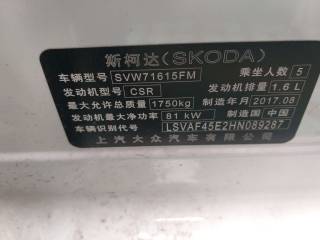 斯柯达(SKODA)
车辆型号 SVW71615FM 乘坐人数 5
发动机型号 CSR 发动机排量 1.6 L
最大允许总质量 1750kg 制造年月 2017.08
发动机最大净功率 81 kW 制造国 中国
车辆识别代号 LSVAF45E2HN089287
上汽大众汽车有限公司